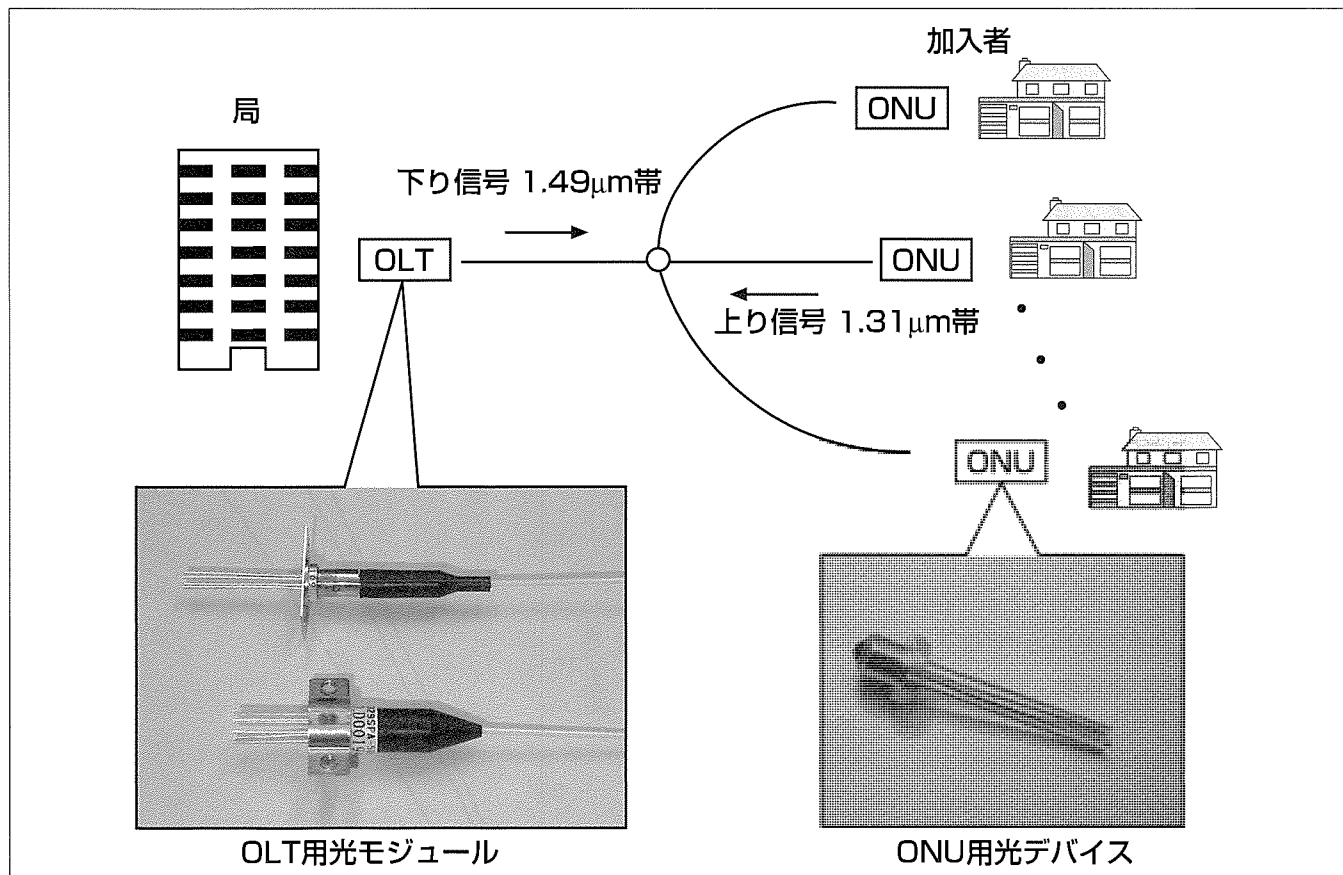 加入者
ONU
局
下り信号 1.49μm帯
OLT
ONU
上り信号 1.31μm帯
ONU
OLT用光モジュール
ONU用光デバイス